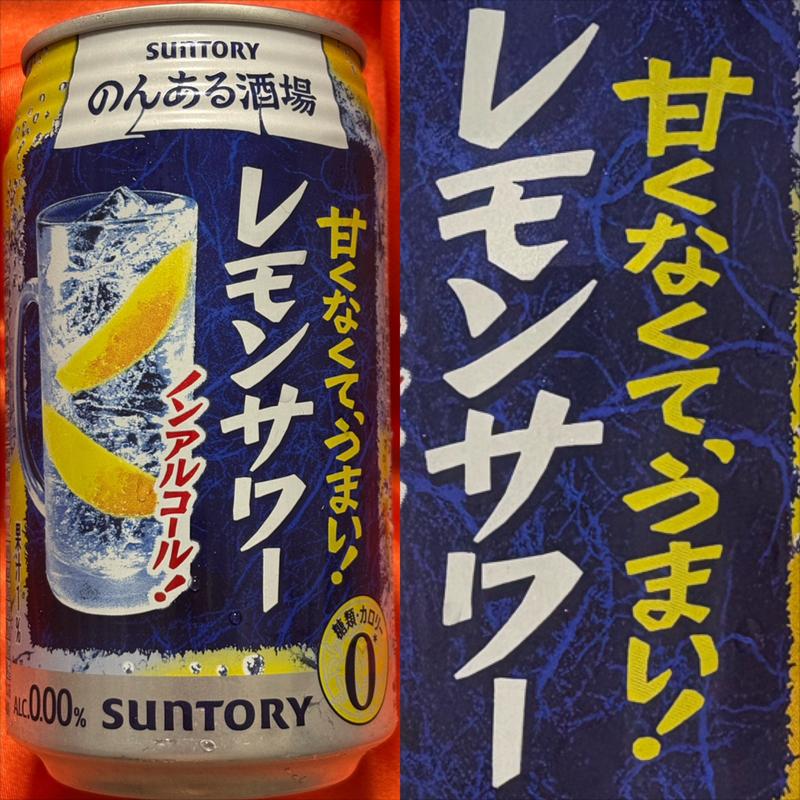 SUNTORY
のんある酒場
甘くなくて、うまい!
レモンサワー
ノンアルコール!
糖類・カロリー
0*
ALC.0.00%
SUNTORY
甘くなくて、うまい!
レモンサワー